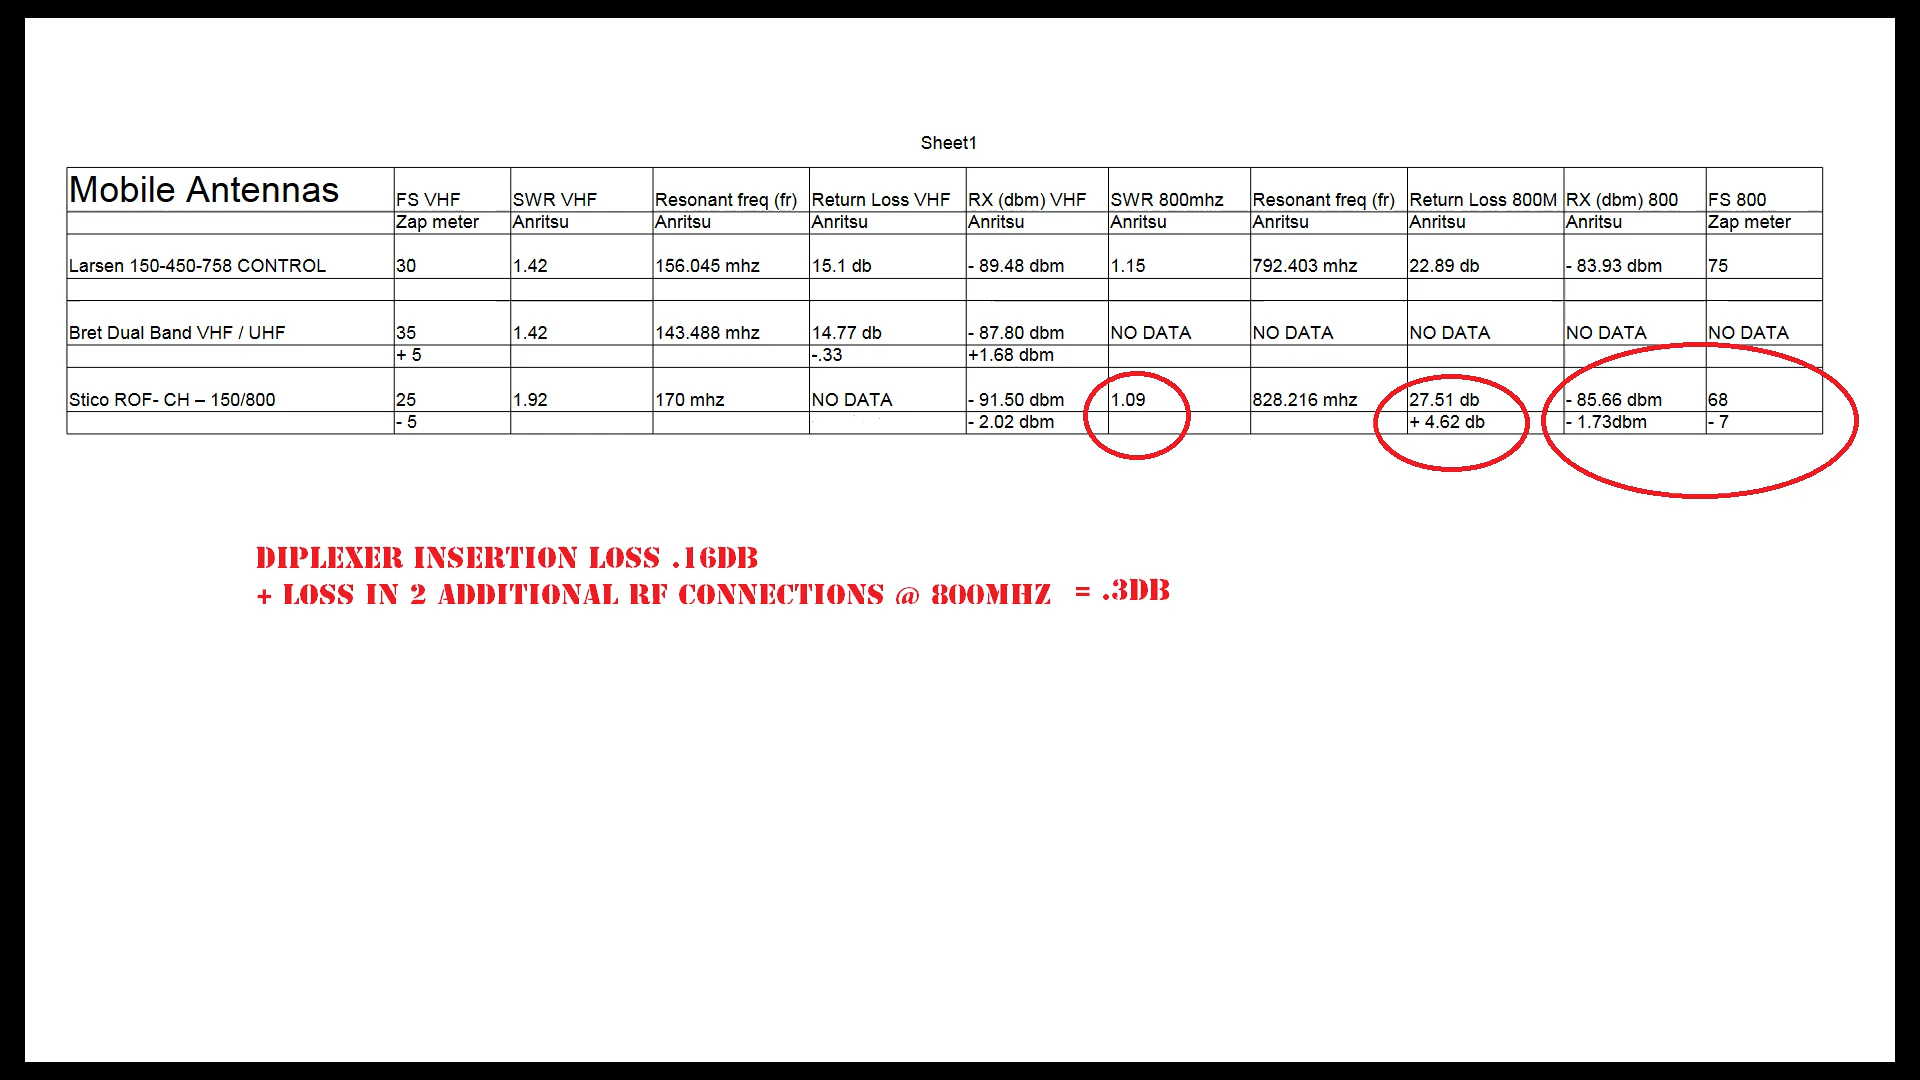 Sheet1
Mobile Antennas FS VHF SWR VHF Resonant freq (fr) Return Loss VHF RX (dbm) VHF SWR 800mhz Resonant freq (fr) Return Loss 800M RX (dbm) 800 FS 800
Zap meter Anritsu Anritsu Anritsu Anritsu Anritsu Anritsu Anritsu Anritsu Zap meter
Larsen 150-450-758 CONTROL 30 1.42 156.045 mhz 15.1 db - 89.48 dbm 1.15 792.403 mhz 22.89 db - 83.93 dbm 75
Bret Dual Band VHF / UHF 35 1.42 143.488 mhz 14.77 db - 87.80 dbm NO DATA NO DATA NO DATA NO DATA NO DATA
+ 5 -.33 +1.68 dbm
Stico ROF- CH – 150/800 25 1.92 170 mhz NO DATA - 91.50 dbm 1.09 828.216 mhz 27.51 db - 85.66 dbm 68
- 5 - 2.02 dbm + 4.62 db - 1.73dbm - 7
DIPLEXER INSERTION LOSS .16DB
+ LOSS IN 2 ADDITIONAL RF CONNECTIONS @ 800MHZ = .3DB